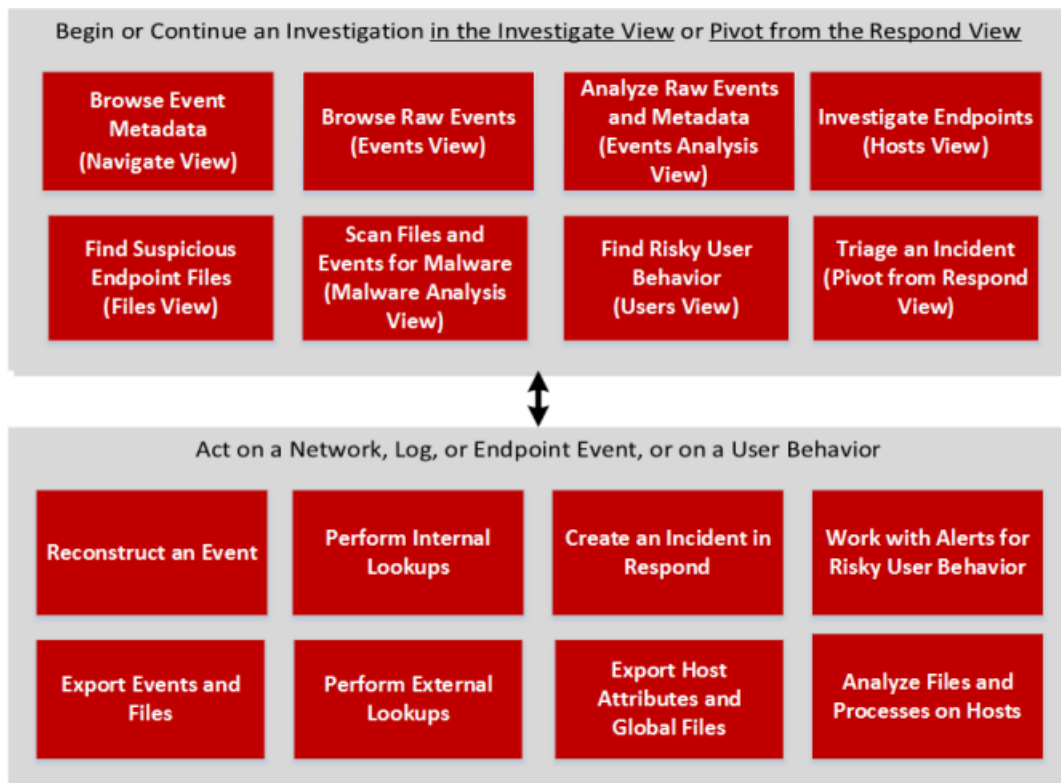 Begin or Continue an Investigation in the Investigate View or Pivot from the Respond View
Browse Event
Metadata
(Navigate View)
Browse Raw Events
(Events View)
Analyze Raw Events
and Metadata
(Events Analysis
View)
Investigate Endpoints
(Hosts View)
Find Suspicious
Endpoint Files
(Files View)
Scan Files and
Events for Malware
(Malware Analysis
View)
Find Risky User
Behavior
(Users View)
Triage an Incident
(Pivot from Respond
View)
Act on a Network, Log, or Endpoint Event, or on a User Behavior
Reconstruct an Event
Perform Internal
Lookups
Create an Incident in
Respond
Work with Alerts for
Risky User Behavior
Export Events and
Files
Perform External
Lookups
Export Host
Attributes and
Global Files
Analyze Files and
Processes on Hosts